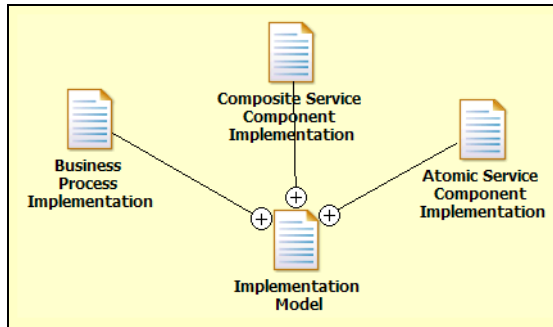 Composite Service
Component
Implementation
Business
Process
Implementation
Atomic Service
Component
Implementation
Implementation
Model